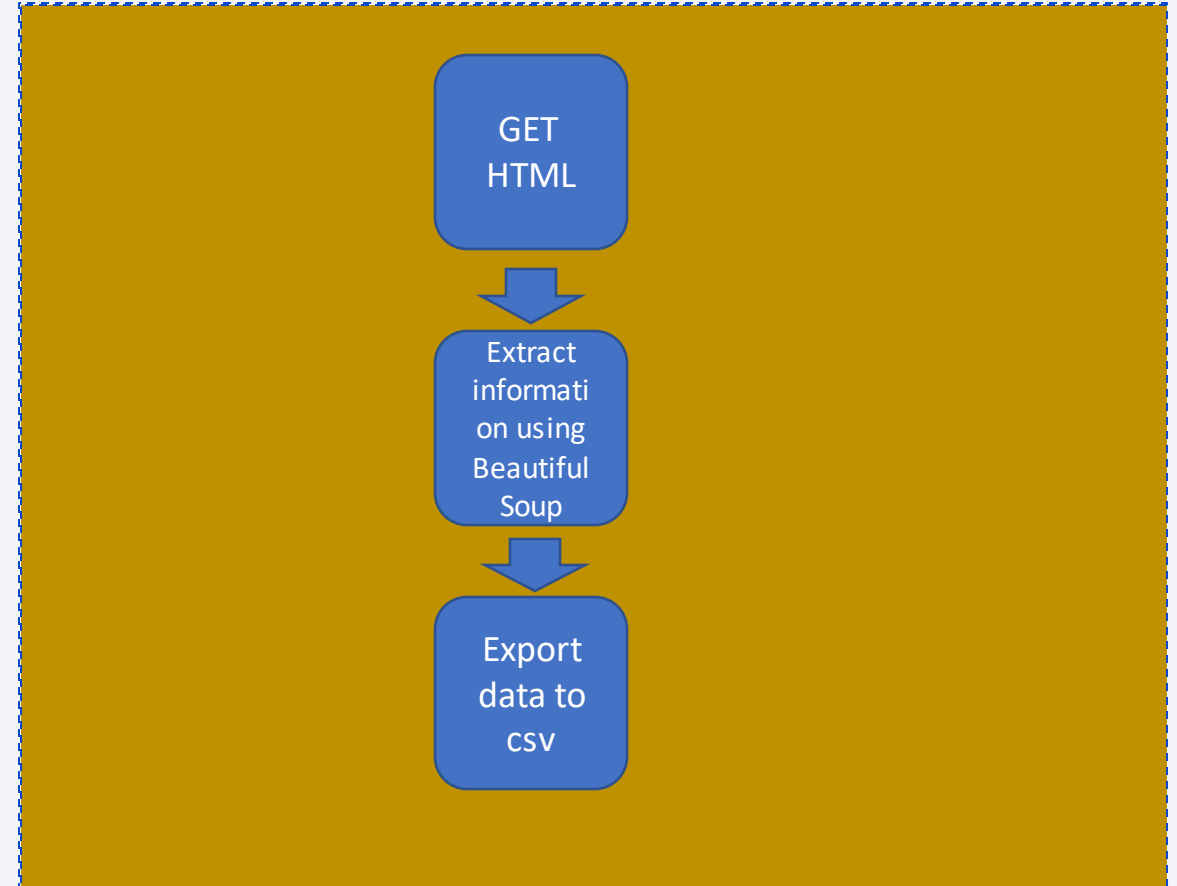 GET
HTML
Extract
informati
on using
Beautiful
Soup
Export
data to
csv